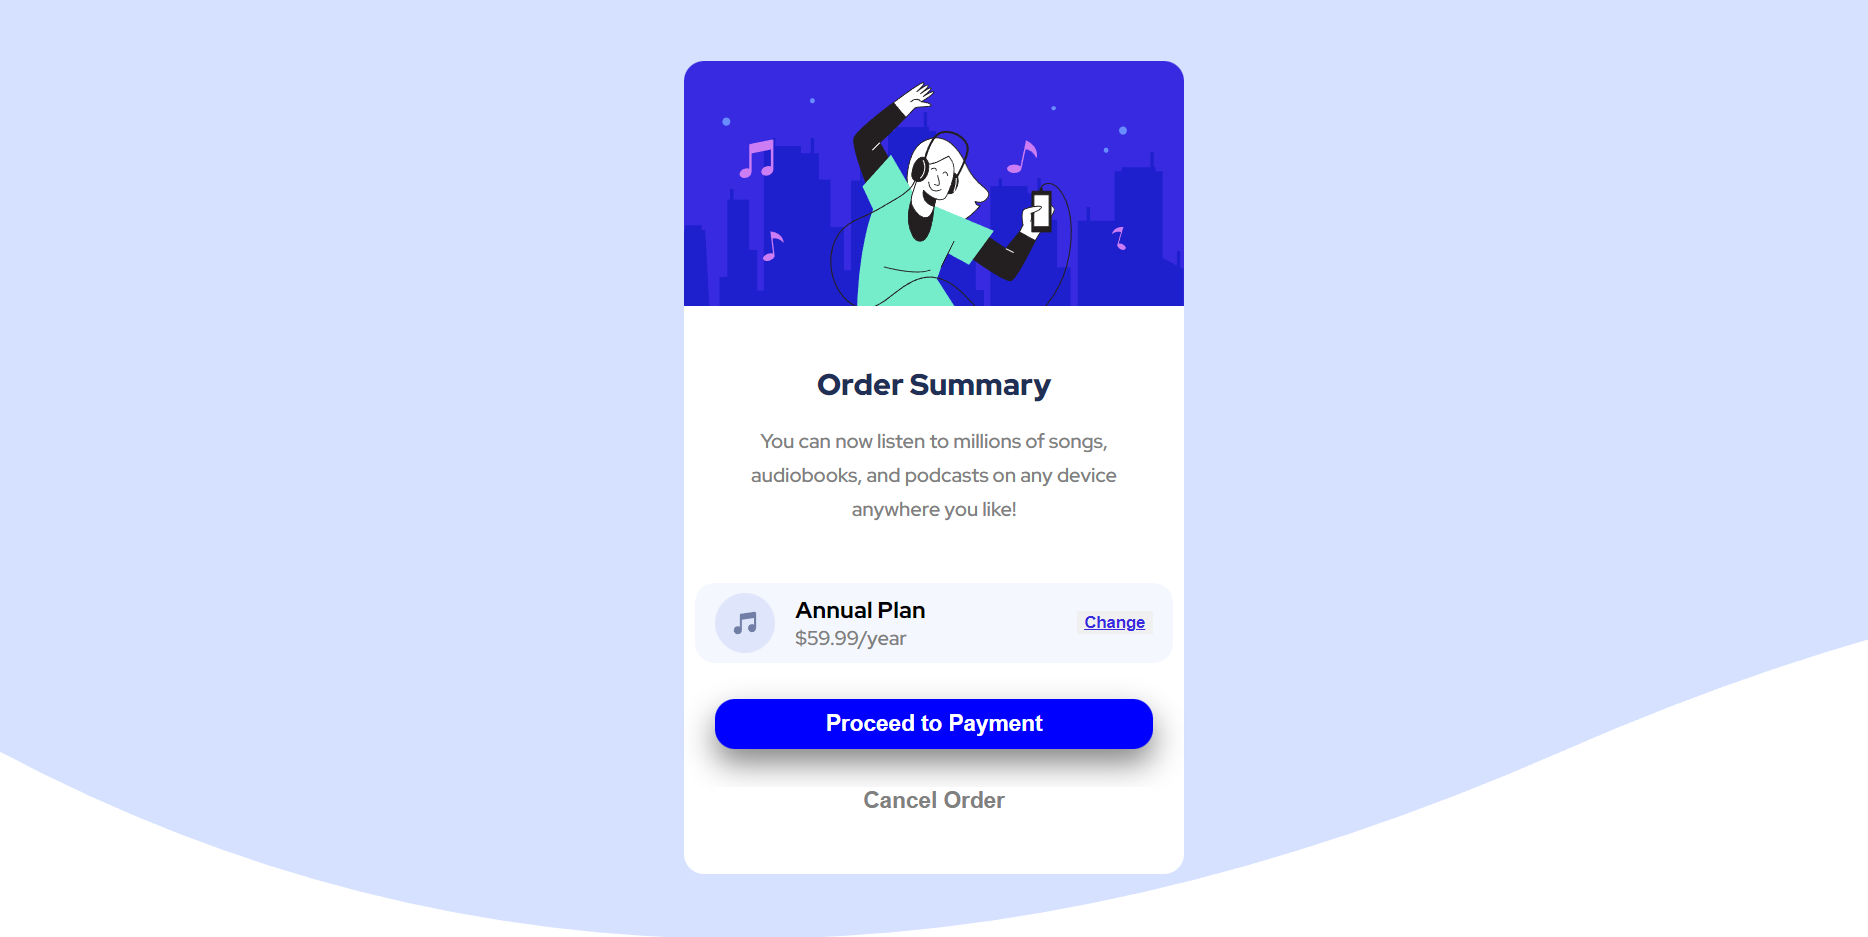 Order Summary
You can now listen to millions of songs,
audiobooks, and podcasts on any device
anywhere you like!
Annual Plan
$59.99/year
Change
Proceed to Payment
Cancel Order